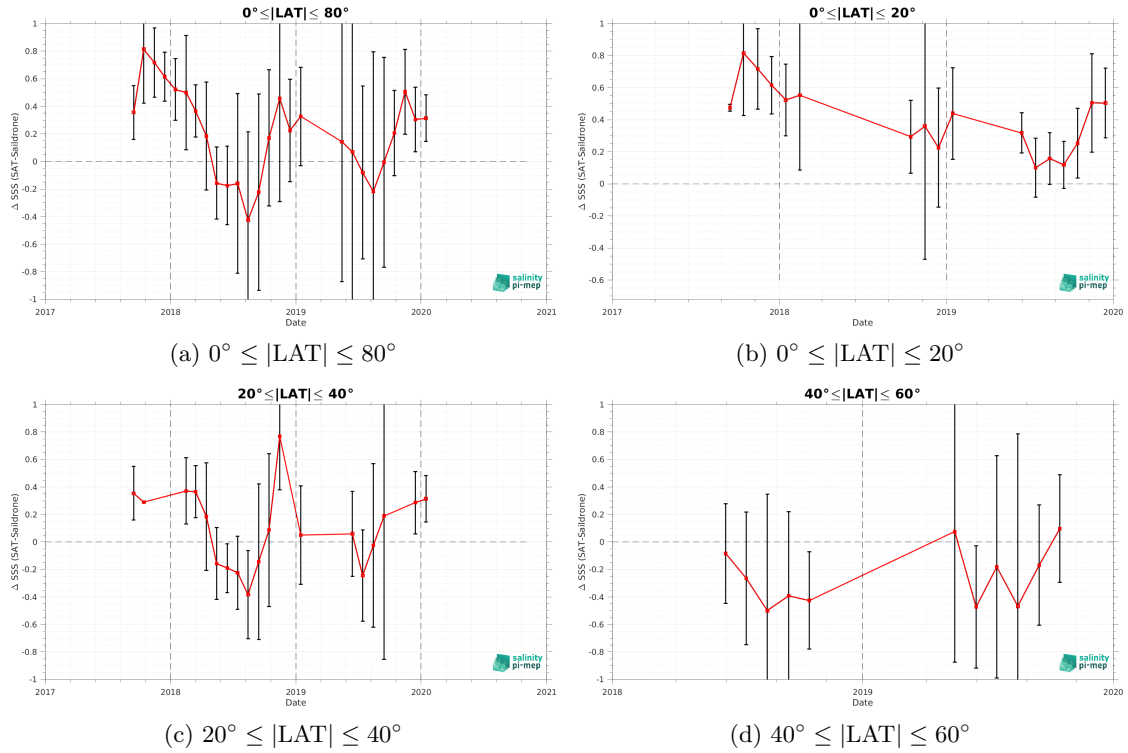 0°≤|LAT|≤ 80°
Δ SSS (SAT-Saildrone)
1
0.8
0.6
0.4
0.2
0
-0.2
-0.4
-0.6
-0.8
-1
2017
2018
2019
2020
2021
Date
salinity
pi-mep
(a) 0° ≤ |LAT| ≤ 80°
0°≤|LAT|≤ 20°
Δ SSS (SAT-Saildrone)
1
0.8
0.6
0.4
0.2
0
-0.2
-0.4
-0.6
2017
2018
2019
2020
Date
salinity
pi-mep
(b) 0° ≤ |LAT| ≤ 20°
20°≤|LAT|≤ 40°
Δ SSS (SAT-Saildrone)
1
0.8
0.6
0.4
0.2
0
-0.2
-0.4
-0.6
-0.8
-1
2017
2018
2019
2020
2021
Date
salinity
pi-mep
(c) 20° ≤ |LAT| ≤ 40°
40°≤|LAT|≤ 60°
Δ SSS (SAT-Saildrone)
1
0.8
0.6
0.4
0.2
0
-0.2
-0.4
-0.6
-0.8
-1
2018
2019
2020
Date
salinity
pi-mep
(d) 40° ≤ |LAT| ≤ 60°